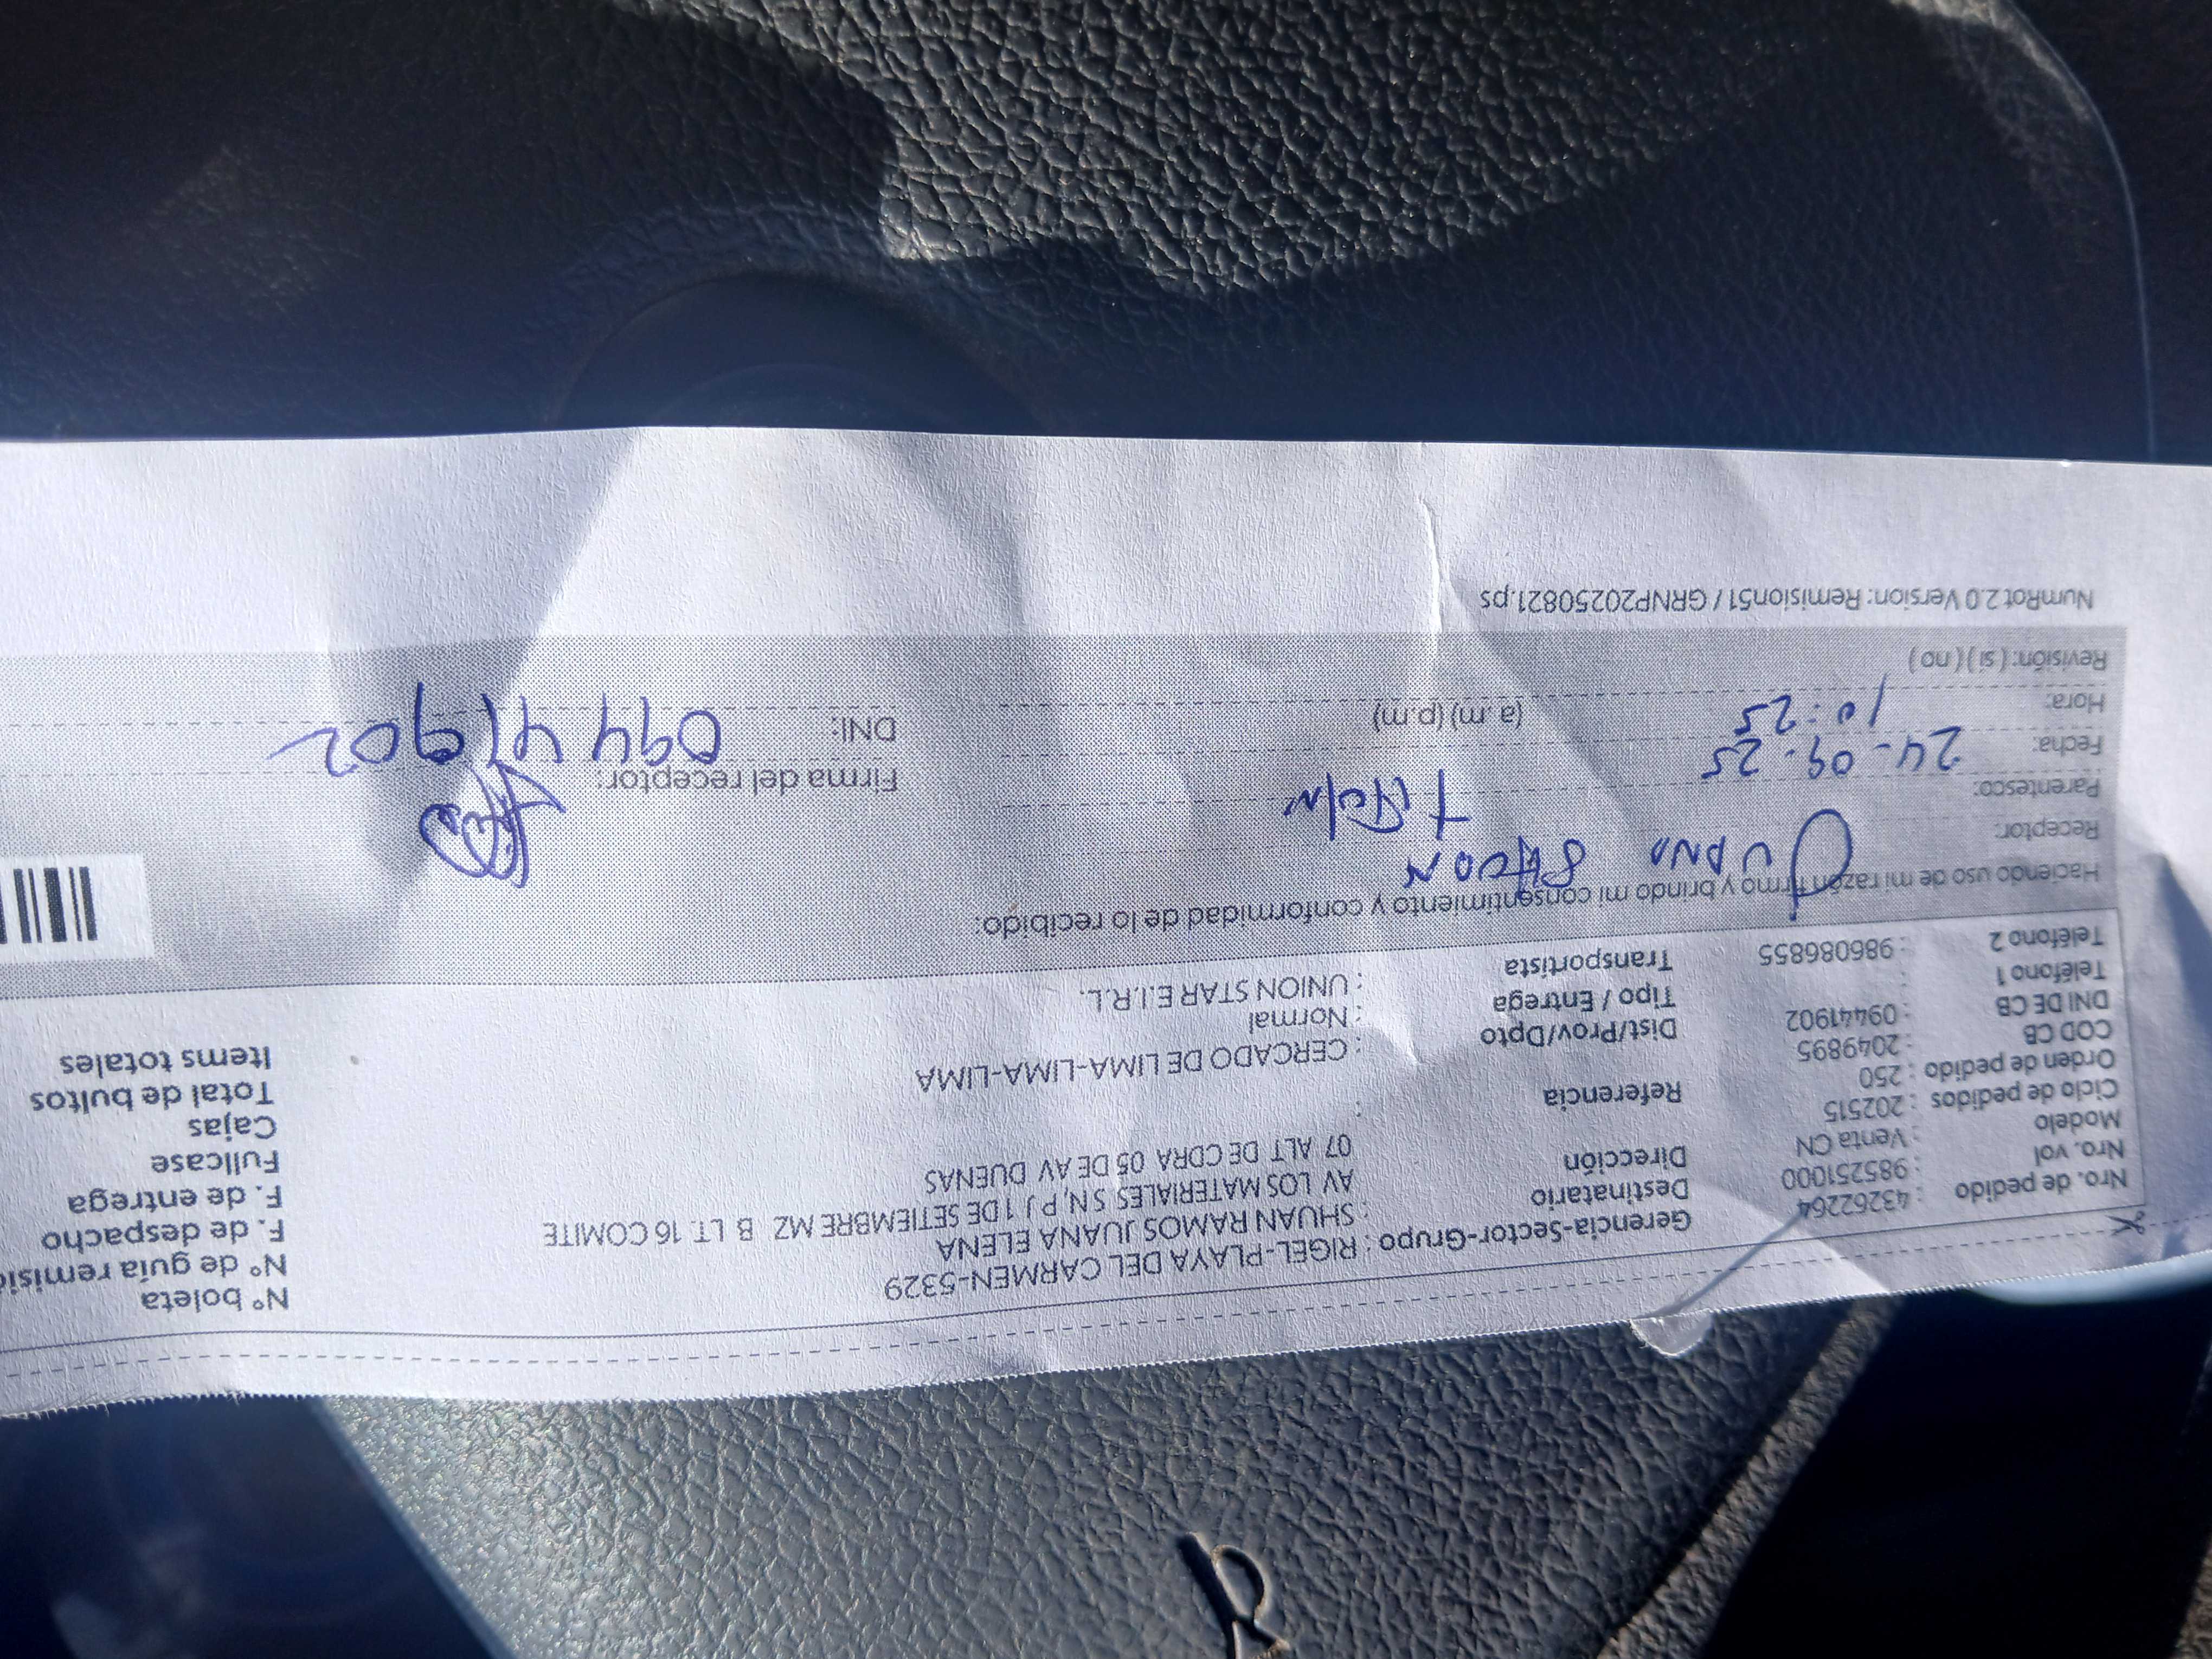 Gerencia-Sector-Grupo : RIGEL-PLAYA DEL CARMEN-5329
Nro. de pedido : 43262264
Destinatario : SHUAN RAMOS JUANA ELENA
Nro. vol : 985251000
Dirección AV LOS MATERIALES SN, PJ 1 DE SETIEMBRE MZ B LT. 16 COMITE
07 ALT DE CDRA 05 DE AV DUENAS
Modelo : Venta CN
Ciclo de pedidos : 202515
Referencia :
Orden de pedido : 250
COD CB : 2049895
Dist/Prov/Dpto : CERCADO DE LIMA-LIMA-LIMA
DNI DE CB : 09441902
Tipo / Entrega : Normal
Teléfono 1 :
Transportista : UNION STAR E.I.R.L.
Teléfono 2 : 986086855
Nº boleta
Nº de guía
F. de despacho
F. de entrega
Fullcase
Cajas
Total de bultos
Items totales
Haciendo uso de mi razón firmo y brindo mi consentimiento y conformidad de lo recibido:
Receptor: JUANA
Parentesco:
Fecha: 24-09-25
Hora: 10:25 (a.m) (p.m)
Revisión: (si) (no)
Firma del receptor:
DNI: 09441902
NumRot 2.0 Version: Remision51 / GRNP20250821.ps